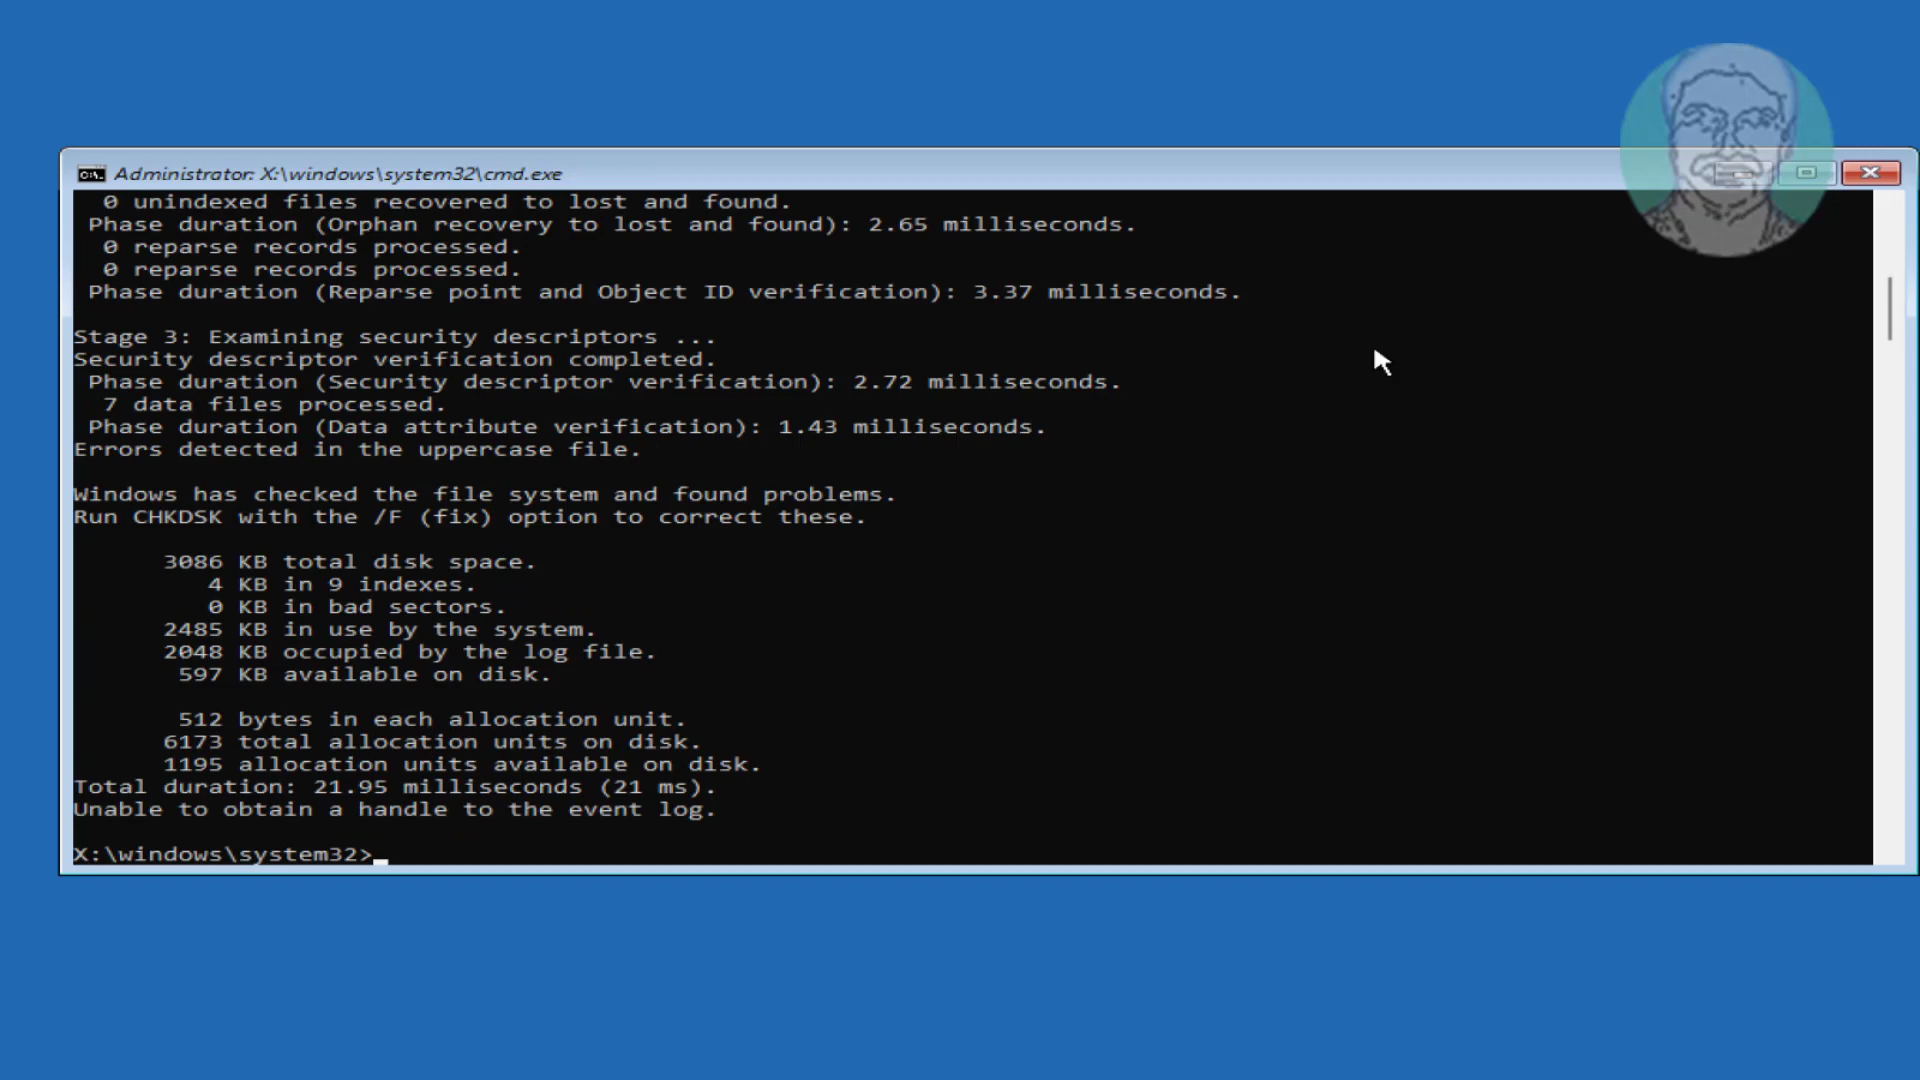 Administrator: X:\windows\system32\cmd.exe
0 unindexed files recovered to lost and found.
Phase duration (Orphan recovery to lost and found): 2.65 milliseconds.
0 reparse records processed.
0 reparse records processed.
Phase duration (Reparse point and Object ID verification): 3.37 milliseconds.
Stage 3: Examining security descriptors ...
Security descriptor verification completed.
Phase duration (Security descriptor verification): 2.72 milliseconds.
7 data files processed.
Phase duration (Data attribute verification): 1.43 milliseconds.
Errors detected in the uppercase file.
Windows has checked the file system and found problems.
Run CHKDSK with the /F (fix) option to correct these.
3086 KB total disk space.
4 KB in 9 indexes.
0 KB in bad sectors.
2485 KB in use by the system.
2048 KB occupied by the log file.
597 KB available on disk.
512 bytes in each allocation unit.
6173 total allocation units on disk.
1195 allocation units available on disk.
Total duration: 21.95 milliseconds (21 ms).
Unable to obtain a handle to the event log.
X:\windows\system32>